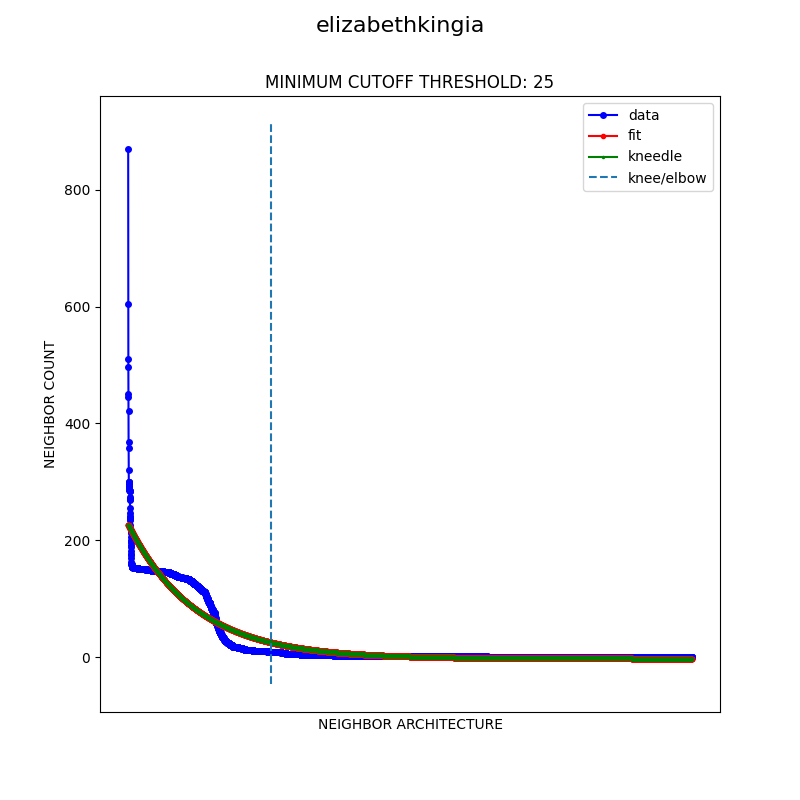 elizabethkingia
MINIMUM CUTOFF THRESHOLD: 25
data
fit
kneedle
knee/elbow
800
600
400
200
0
NEIGHBOR COUNT
NEIGHBOR ARCHITECTURE